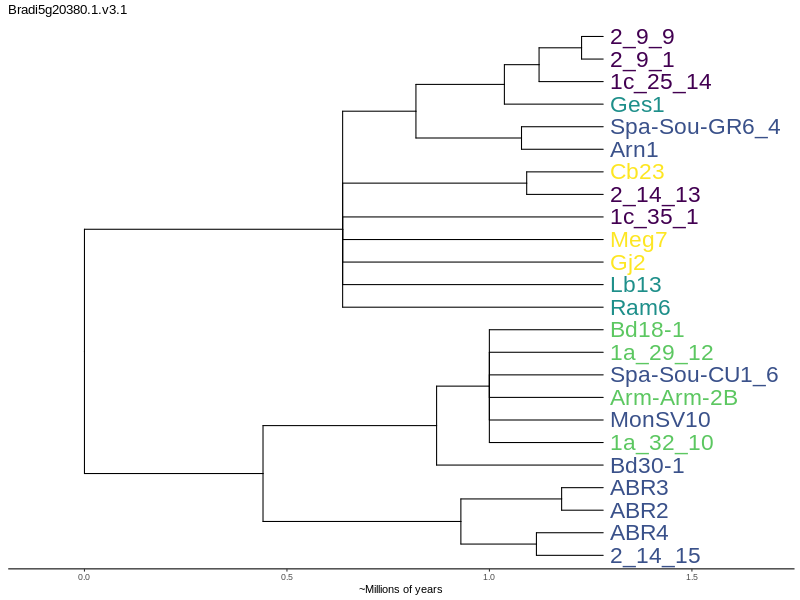 Bradi5g20380.1.v3.1
2_9_9
2_9_1
1c_25_14
Ges1
Spa-Sou-GR6_4
Arn1
Cb23
2_14_13
1c_35_1
Meg7
Gj2
Lb13
Ram6
Bd18-1
1a_29_12
Spa-Sou-CU1_6
Arm-Arm-2B
MonSV10
1a_32_10
Bd30-1
ABR3
ABR2
ABR4
2_14_15
0.0 0.5 1.0 1.5
~Millions of years